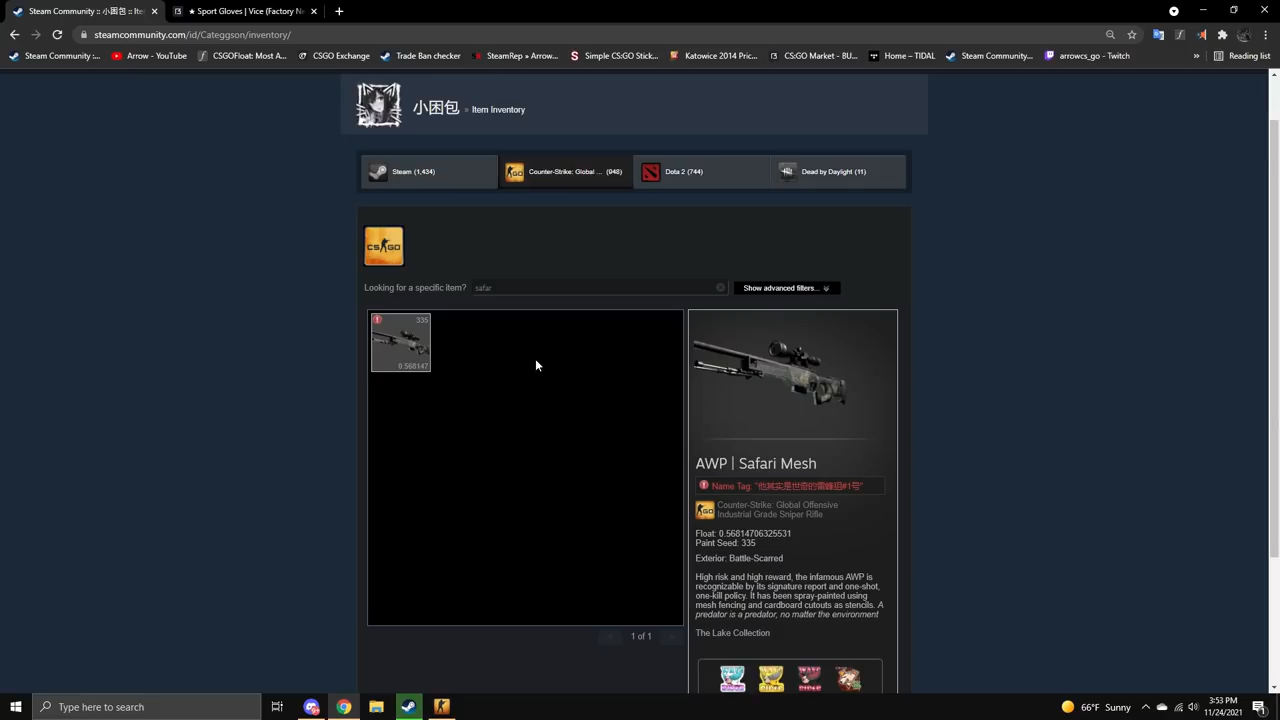 Steam Community :: 小困包 :: Ite
★ Sport Gloves | Vice (Factory Ne
steamcommunity.com/id/Categgson/inventory/
Steam Community :...
Arrow - YouTube
CSGOFloat: Most A...
CSGO Exchange
Trade Ban checker
SteamRep » Arrow...
Simple CS:GO Stick...
Katowice 2014 Pric...
CS:GO Market - BU...
Home – TIDAL
Steam Community...
arrowcs_go - Twitch
»
Reading list
小困包 » Item Inventory
Steam (1,434)
Counter-Strike: Global ... (948)
Dota 2 (744)
Dead by Daylight (11)
CS GO
Looking for a specific item?
safar
Show advanced filters...
335
0.568147
AWP | Safari Mesh
Name Tag: "他其实是世奇的雷峰狙#1号"
Counter-Strike: Global Offensive
Industrial Grade Sniper Rifle
Float: 0.56814706325531
Paint Seed: 335
Exterior: Battle-Scarred
High risk and high reward, the infamous AWP is
recognizable by its signature report and one-shot,
one-kill policy. It has been spray-painted using
mesh fencing and cardboard cutouts as stencils. A
predator is a predator, no matter the environment
The Lake Collection
1 of 1
Type here to search
66°F Sunny
3:53 PM
11/24/2021